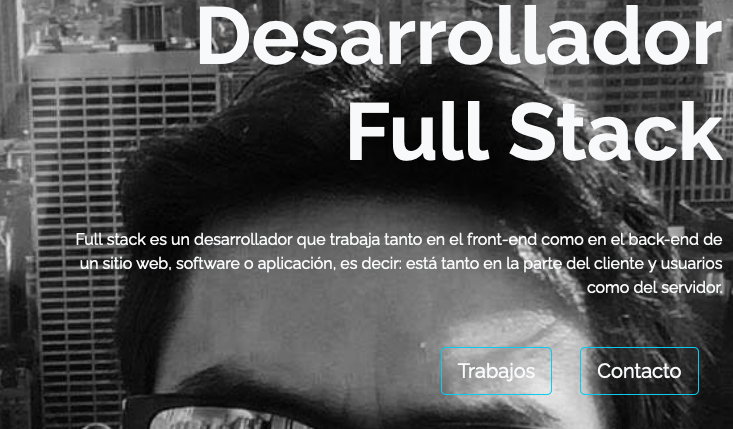 Desarrollador
Full Stack
Full stack es un desarrollador que trabaja tanto en el front-end como en el back-end de
un sitio web, software o aplicación, es decir: está tanto en la parte del cliente y usuarios
como del servidor.
Trabajos
Contacto